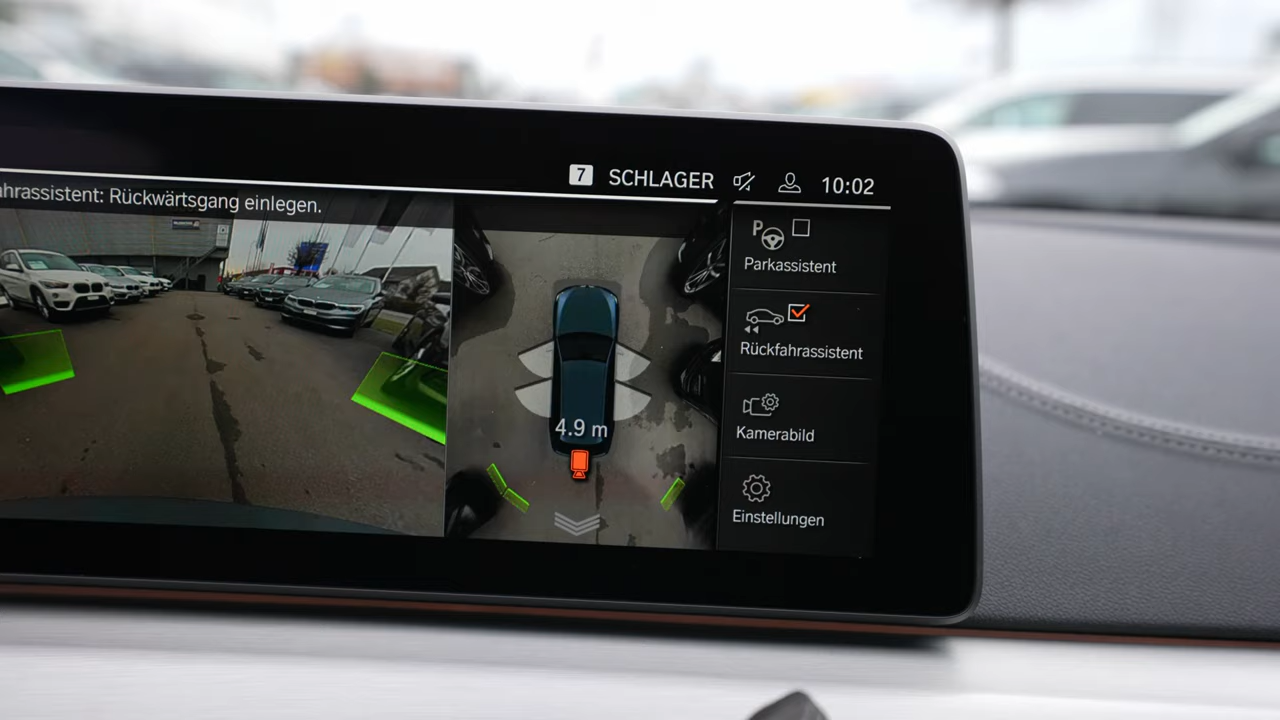 7 SCHLAGER 10:02
hrassistent: Rückwärtsgang einlegen.
P
Parkassistent
Rückfahrassistent
4.9 m
Kamerabild
Einstellungen